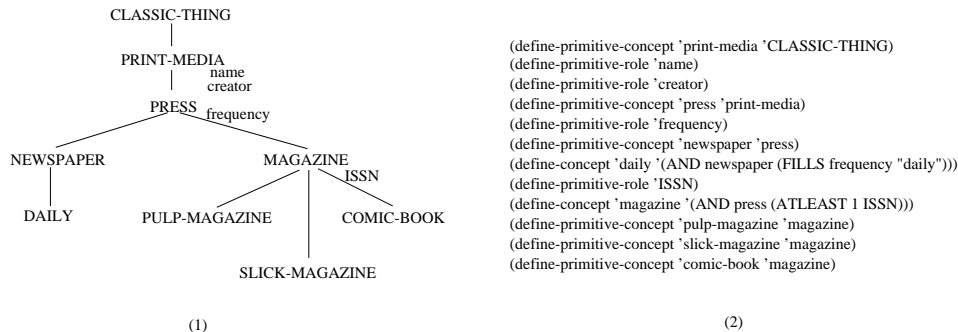 CLASSIC-THING
PRINT-MEDIA
name
creator
PRESS
frequency
NEWSPAPER
MAGAZINE
ISSN
DAILY
PULP-MAGAZINE
COMIC-BOOK
SLICK-MAGAZINE
(1)
(define-primitive-concept 'print-media 'CLASSIC-THING)
(define-primitive-role 'name)
(define-primitive-role 'creator)
(define-primitive-concept 'press 'print-media)
(define-primitive-role 'frequency)
(define-primitive-concept 'newspaper 'press)
(define-concept 'daily '(AND newspaper (FILLS frequency "daily")))
(define-primitive-role 'ISSN)
(define-concept 'magazine '(AND press (ATLEAST 1 ISSN)))
(define-primitive-concept 'pulp-magazine 'magazine)
(define-primitive-concept 'slick-magazine 'magazine)
(define-primitive-concept 'comic-book 'magazine)
(2)